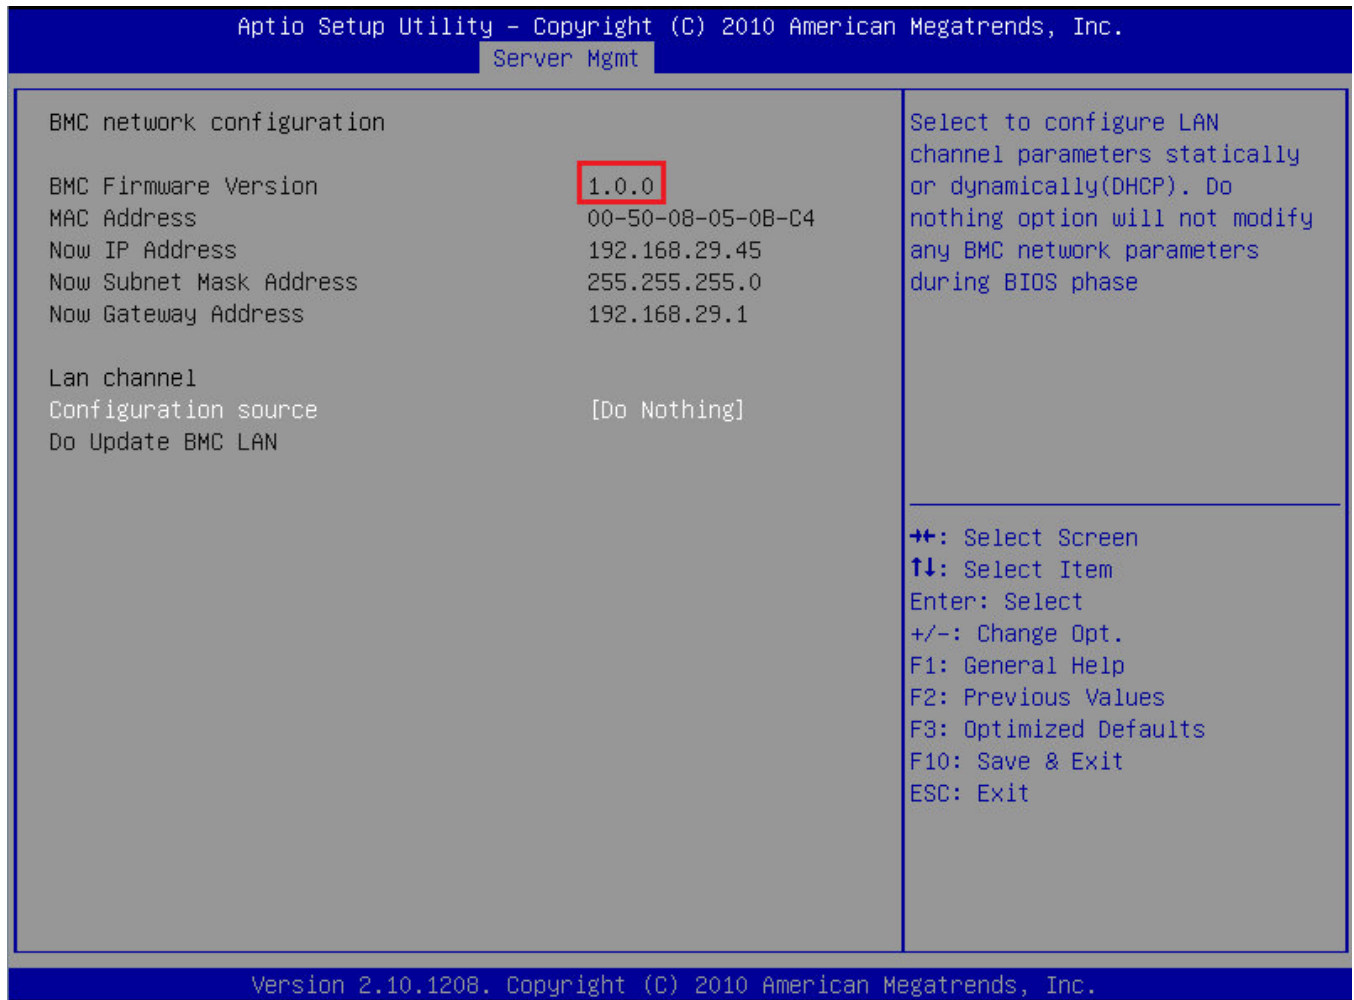 Aptio Setup Utility – Copyright (C) 2010 American Megatrends, Inc.
Server Mgmt
BMC network configuration
BMC Firmware Version 1.0.0
MAC Address 00-50-08-05-0B-C4
Now IP Address 192.168.29.45
Now Subnet Mask Address 255.255.255.0
Now Gateway Address 192.168.29.1
Lan channel
Configuration source [Do Nothing]
Do Update BMC LAN
Select to configure LAN
channel parameters statically
or dynamically(DHCP). Do
nothing option will not modify
any BMC network parameters
during BIOS phase
→←: Select Screen
↑↓: Select Item
Enter: Select
+/-: Change Opt.
F1: General Help
F2: Previous Values
F3: Optimized Defaults
F10: Save & Exit
ESC: Exit
Version 2.10.1208. Copyright (C) 2010 American Megatrends, Inc.